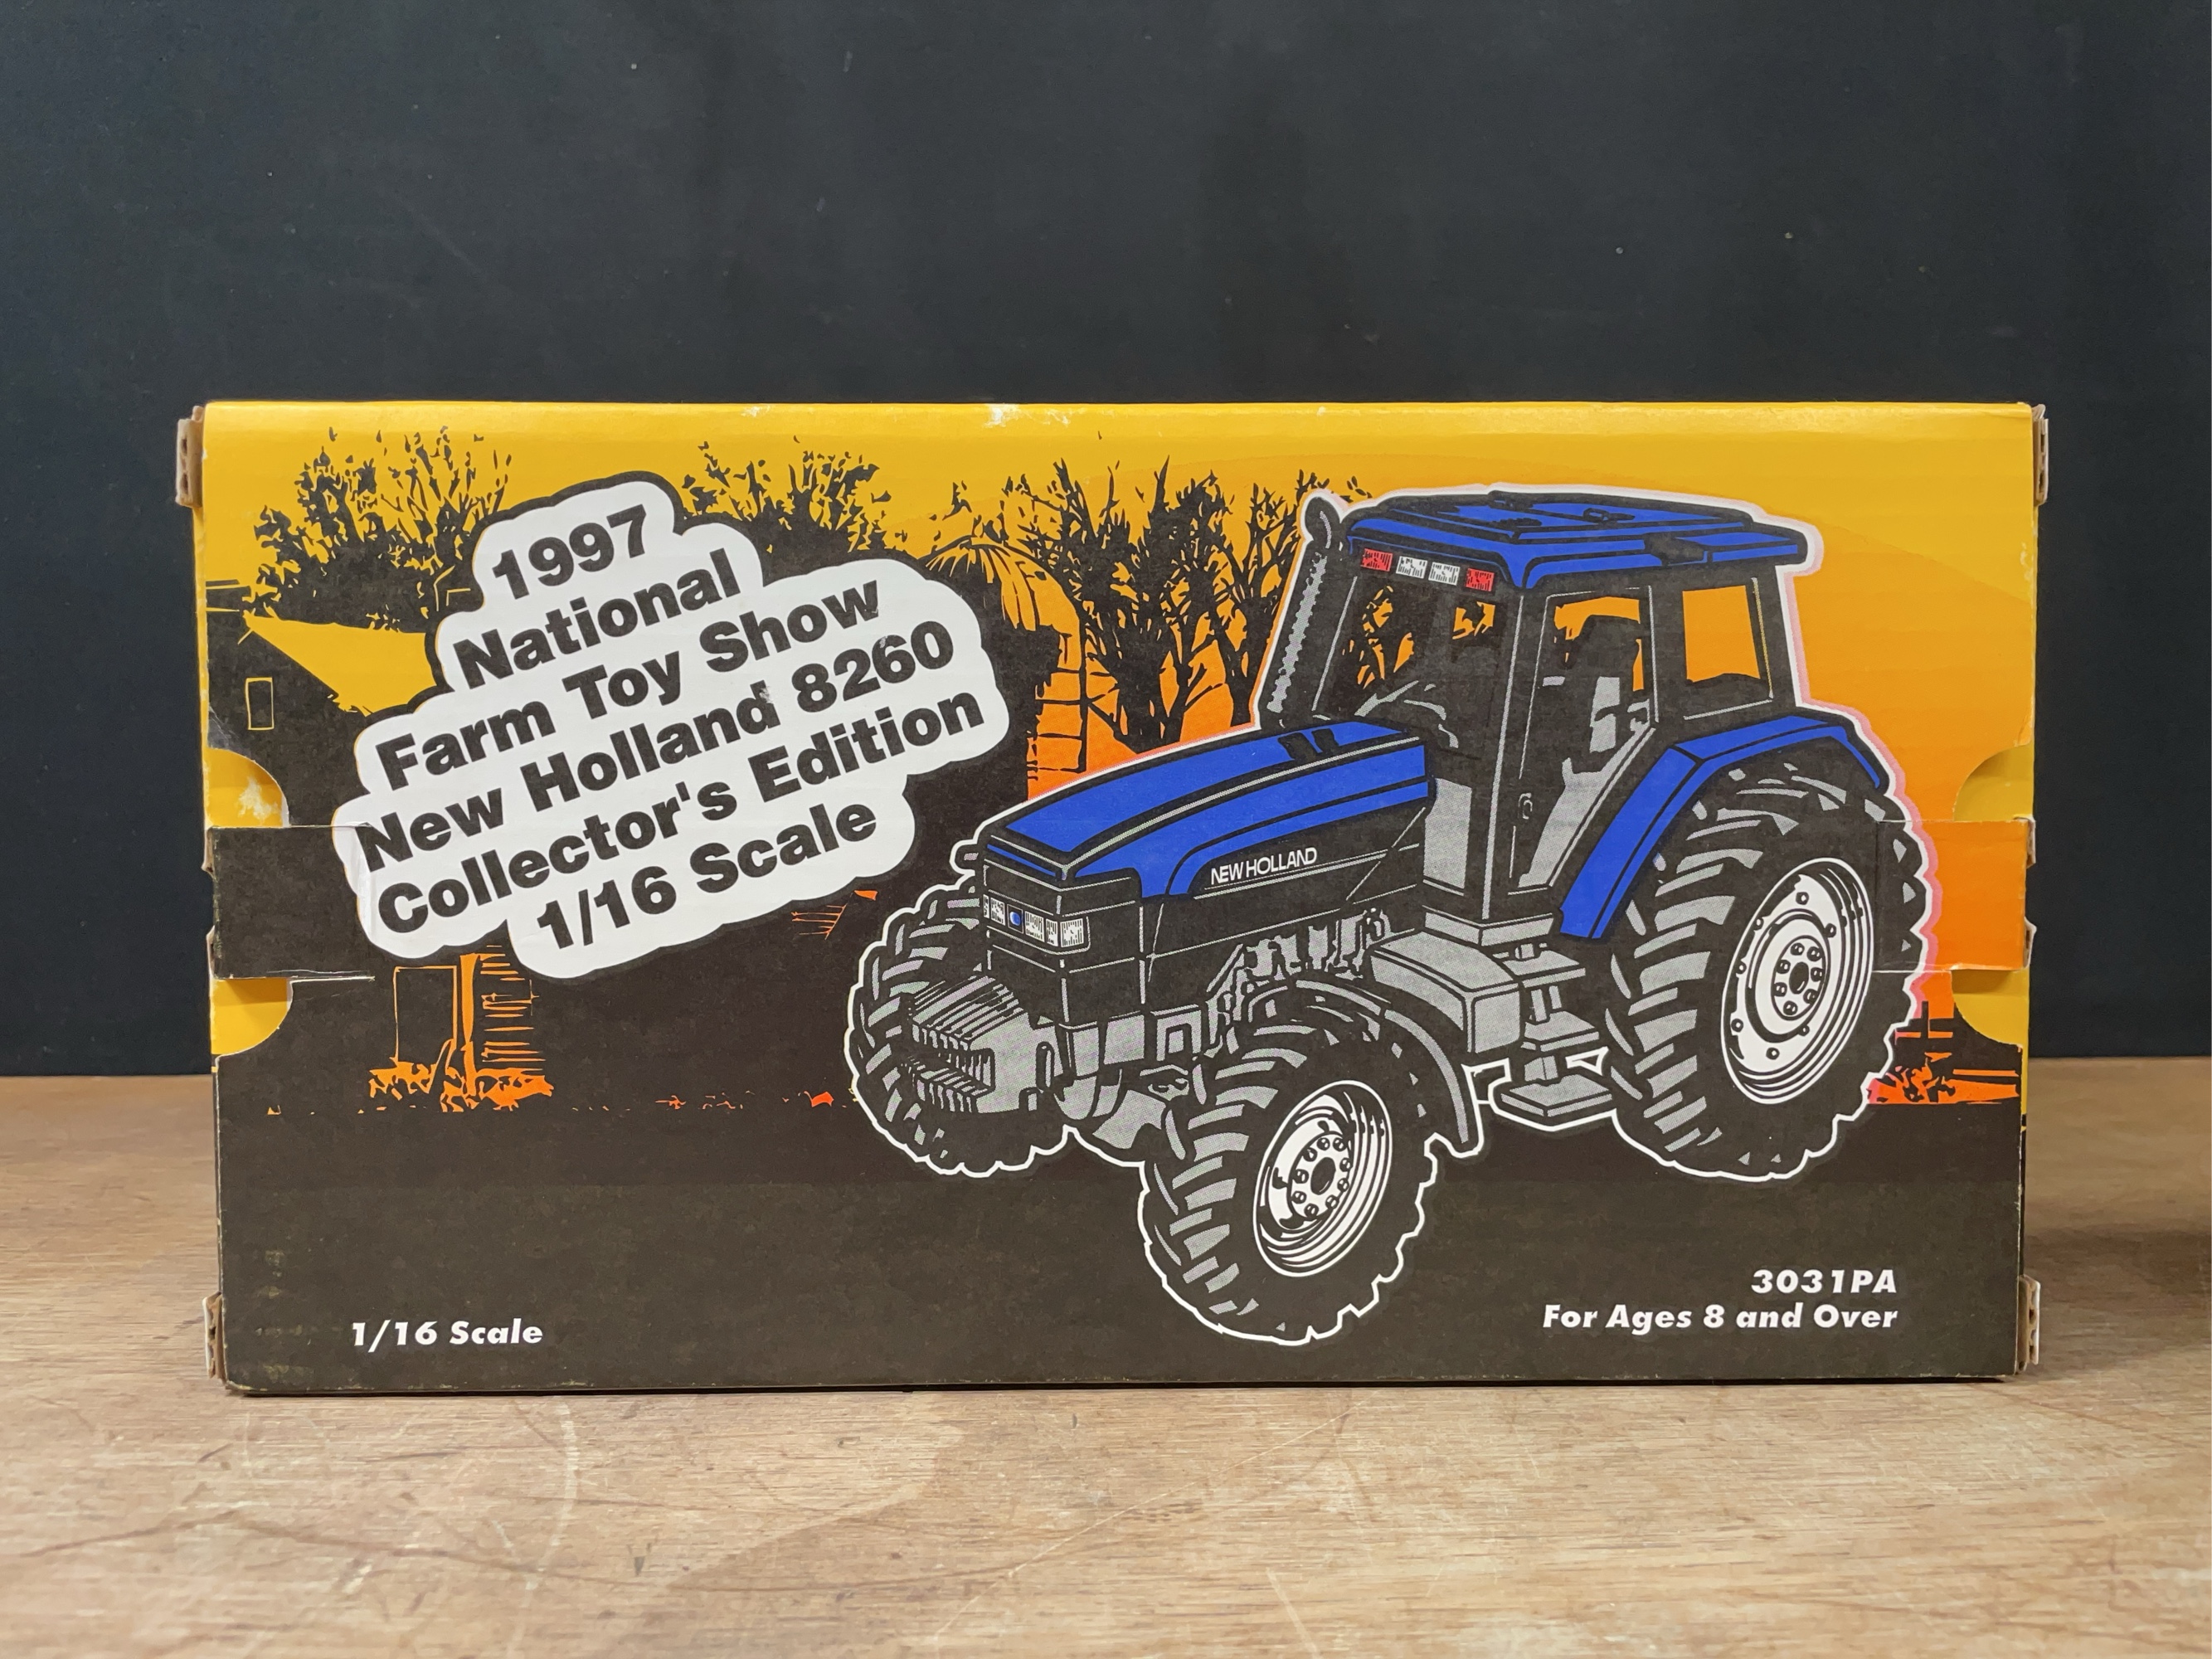 1997
National
Farm Toy Show
New Holland 8260
Collector's Edition
1/16 Scale
NEW HOLLAND
3031PA
For Ages 8 and Over
1/16 Scale